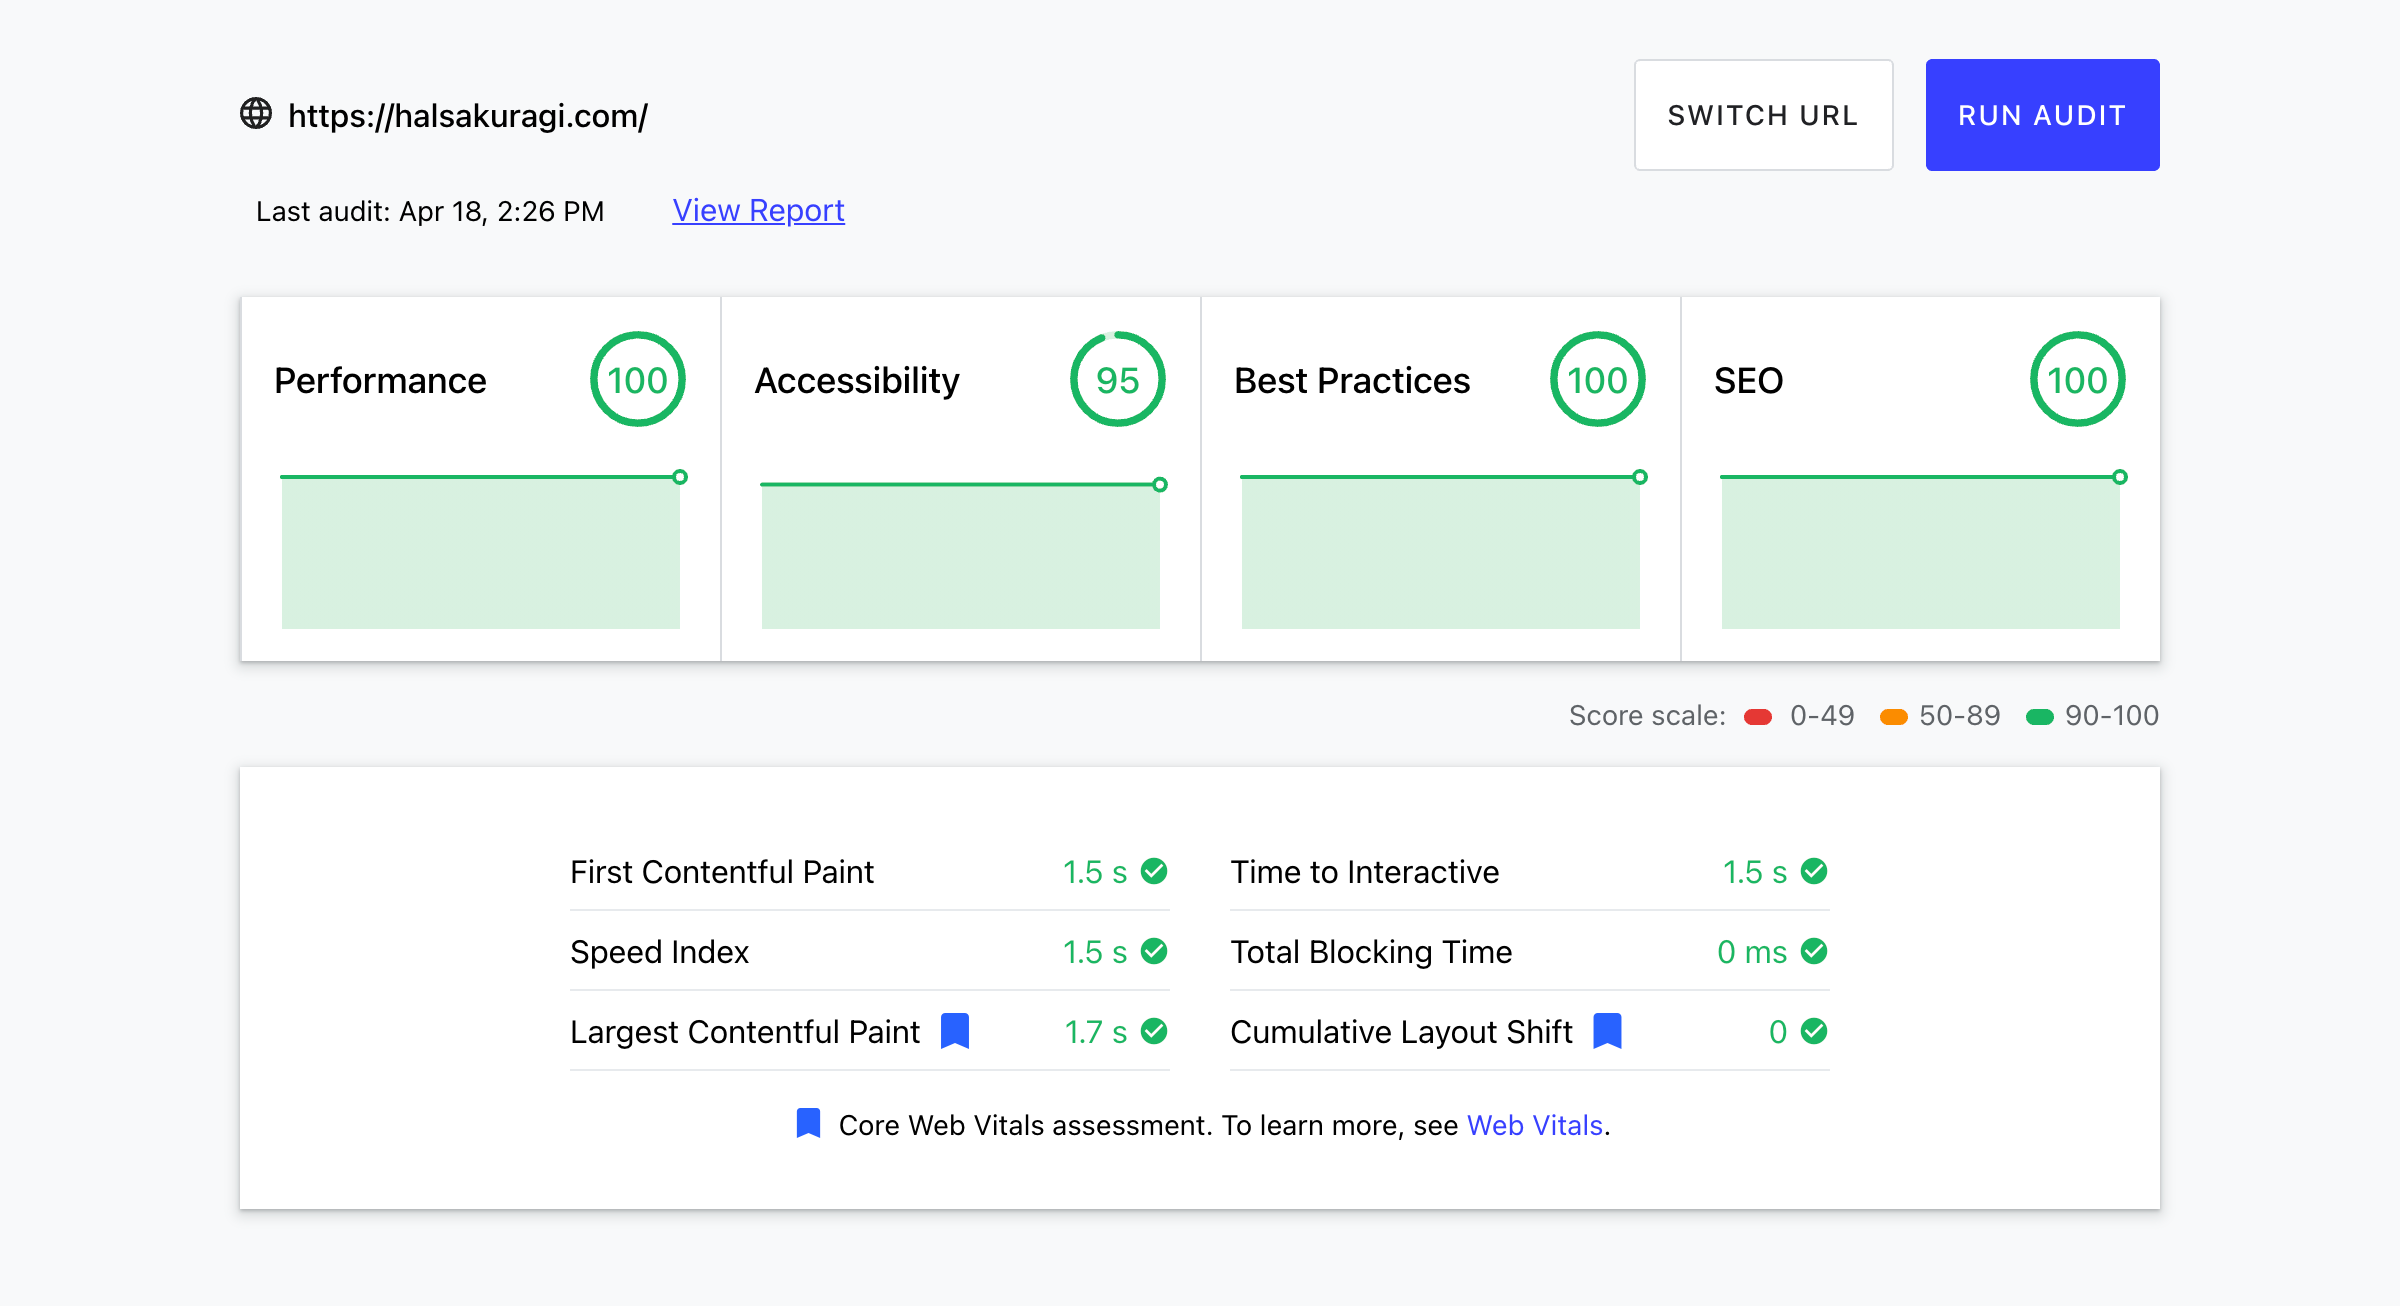 https://halsakuragi.com/
SWITCH URL
RUN AUDIT
Last audit: Apr 18, 2:26 PM
View Report
Performance
100
Accessibility
95
Best Practices
100
SEO
100
Score scale: 0-49 50-89 90-100
First Contentful Paint 1.5 s
Time to Interactive 1.5 s
Speed Index 1.5 s
Total Blocking Time 0 ms
Largest Contentful Paint 1.7 s
Cumulative Layout Shift 0
Core Web Vitals assessment. To learn more, see Web Vitals.